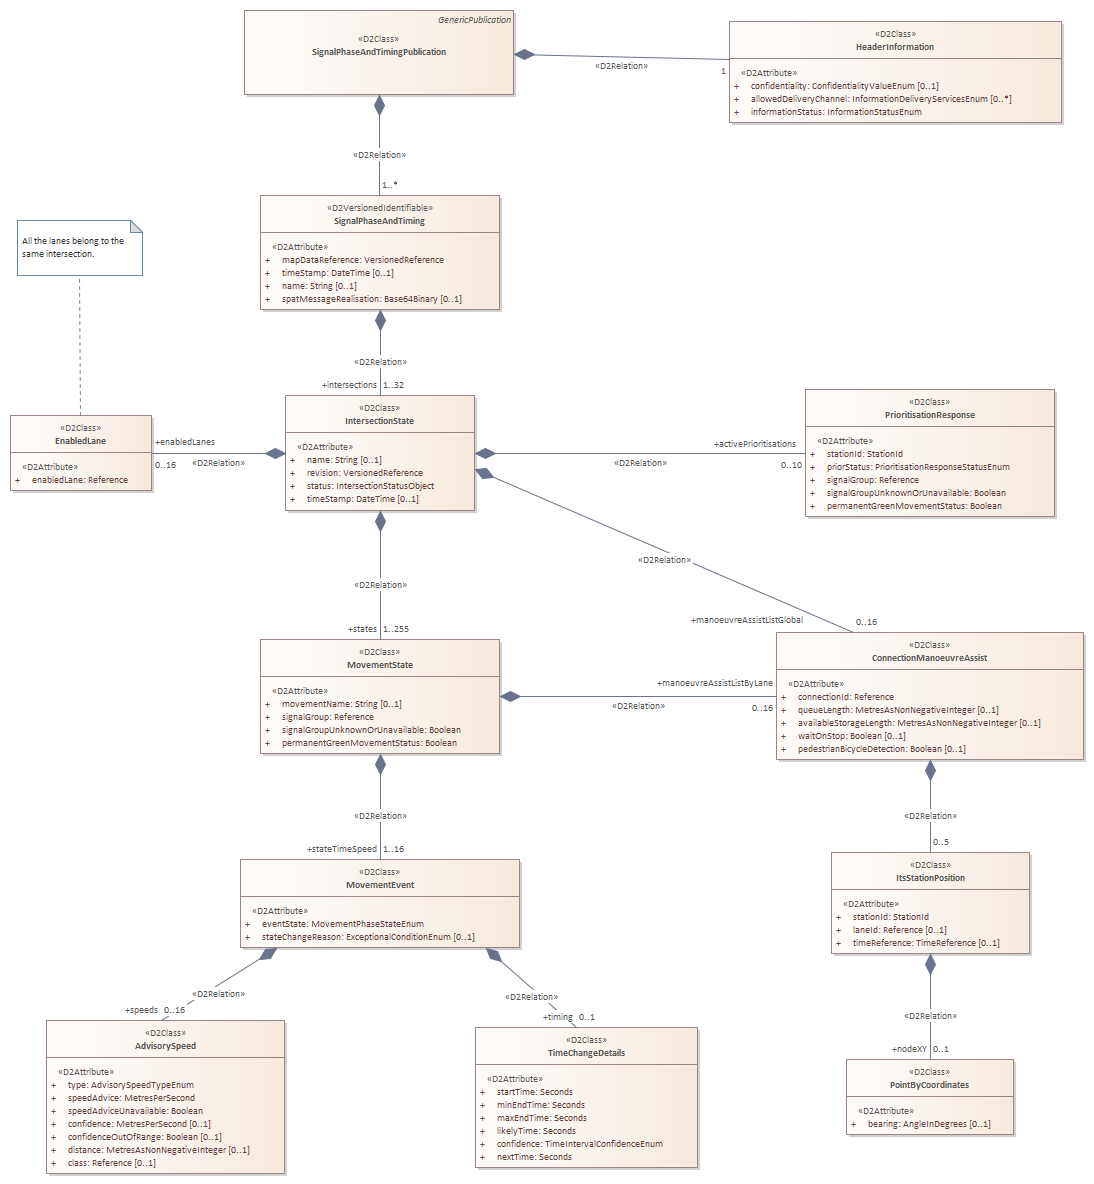 GenericPublication
«D2Class»
SignalPhaseAndTimingPublication
«D2Class»
HeaderInformation
«D2Attribute»
+ confidentiality: ConfidentialityValueEnum [0..1]
+ allowedDeliveryChannel: InformationDeliveryServicesEnum [0..*]
+ informationStatus: InformationStatusEnum
«D2Relation»
1
«D2Relation»
1..*
«D2VersionedIdentifiable»
SignalPhaseAndTiming
«D2Attribute»
+ mapDataReference: VersionedReference
+ timeStamp: DateTime [0..1]
+ name: String [0..1]
+ spatMessageRealisation: Base64Binary [0..1]
All the lanes belong to the
same intersection.
«D2Relation»
+intersections 1..32
«D2Class»
EnabledLane
«D2Attribute»
+ enabledLane: Reference
+enabledLanes
0..16 «D2Relation»
«D2Class»
IntersectionState
«D2Attribute»
+ name: String [0..1]
+ revision: VersionedReference
+ status: IntersectionStatusObject
+ timeStamp: DateTime [0..1]
+activePrioritisations
«D2Relation» 0..10
«D2Class»
PrioritisationResponse
«D2Attribute»
+ stationId: StationId
+ priorStatus: PrioritisationResponseStatusEnum
+ signalGroup: Reference
+ signalGroupUnknownOrUnavailable: Boolean
+ permanentGreenMovementStatus: Boolean
«D2Relation»
+manoeuvreAssistListGlobal 0..16
«D2Relation»
+states 1..255
«D2Class»
MovementState
«D2Attribute»
+ movementName: String [0..1]
+ signalGroup: Reference
+ signalGroupUnknownOrUnavailable: Boolean
+ permanentGreenMovementStatus: Boolean
+manoeuvreAssistListByLane
«D2Relation» 0..16
«D2Class»
ConnectionManoeuvreAssist
«D2Attribute»
+ connectionId: Reference
+ queueLength: MetresAsNonNegativeInteger [0..1]
+ availableStorageLength: MetresAsNonNegativeInteger [0..1]
+ waitOnStop: Boolean [0..1]
+ pedestrianBicycleDetection: Boolean [0..1]
«D2Relation»
+stateTimeSpeed 1..16
«D2Class»
MovementEvent
«D2Attribute»
+ eventState: MovementPhaseStateEnum
+ stateChangeReason: ExceptionalConditionEnum [0..1]
«D2Relation»
0..5
«D2Class»
ItsStationPosition
«D2Attribute»
+ stationId: StationId
+ laneId: Reference [0..1]
+ timeReference: TimeReference [0..1]
«D2Relation»
+speeds 0..16
«D2Class»
AdvisorySpeed
«D2Attribute»
+ type: AdvisorySpeedTypeEnum
+ speedAdvice: MetresPerSecond
+ speedAdviceUnavailable: Boolean
+ confidence: MetresPerSecond [0..1]
+ confidenceOutOfRange: Boolean [0..1]
+ distance: MetresAsNonNegativeInteger [0..1]
+ class: Reference [0..1]
«D2Relation»
+timing 0..1
«D2Class»
TimeChangeDetails
«D2Attribute»
+ startTime: Seconds
+ minEndTime: Seconds
+ maxEndTime: Seconds
+ likelyTime: Seconds
+ confidence: TimeIntervalConfidenceEnum
+ nextTime: Seconds
«D2Relation»
+nodeXY 0..1
«D2Class»
PointByCoordinates
«D2Attribute»
+ bearing: AngleInDegrees [0..1]